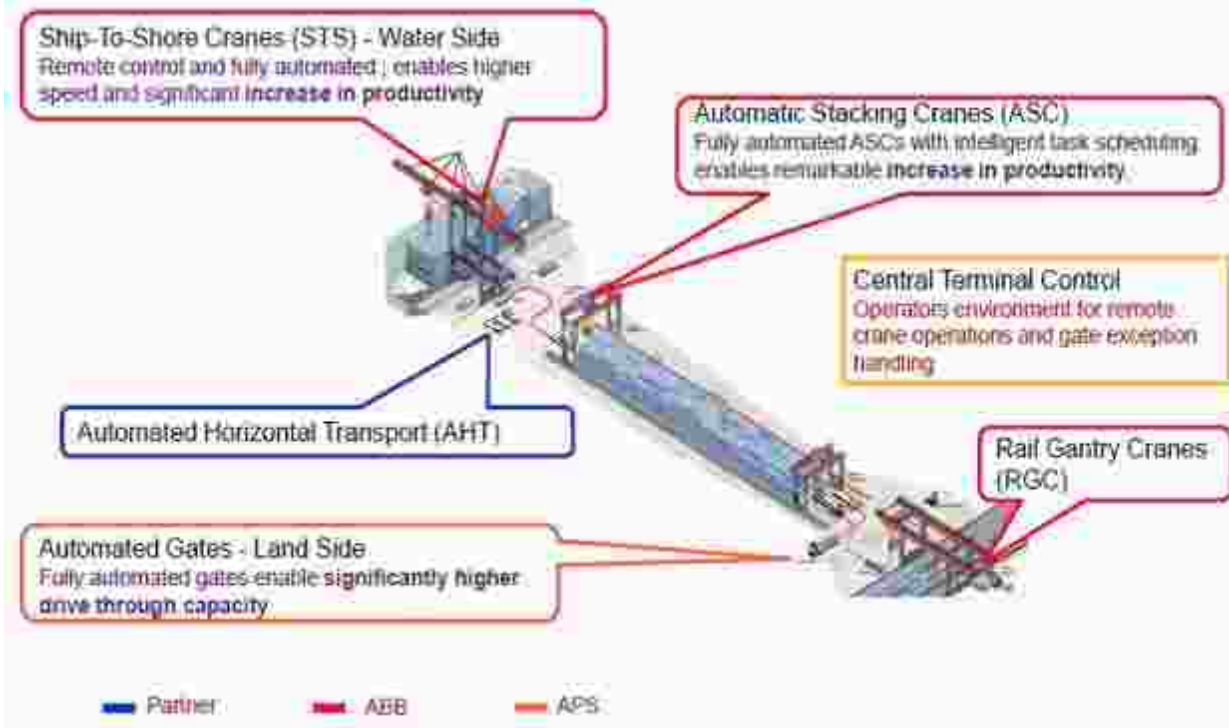 Ship-To-Shore Cranes (STS) - Water Side
Remote control and fully automated ; enables higher
speed and significant increase in productivity
Automatic Stacking Cranes (ASC)
Fully automated ASCs with intelligent task scheduling
enables remarkable increase in productivity
Central Terminal Control
Operators environment for remote
crane operations and gate exception
handling
Automated Horizontal Transport (AHT)
Rail Gantry Cranes
(RGC)
Automated Gates - Land Side
Fully automated gates enable significantly higher
drive through capacity
Partner
ABB
APS